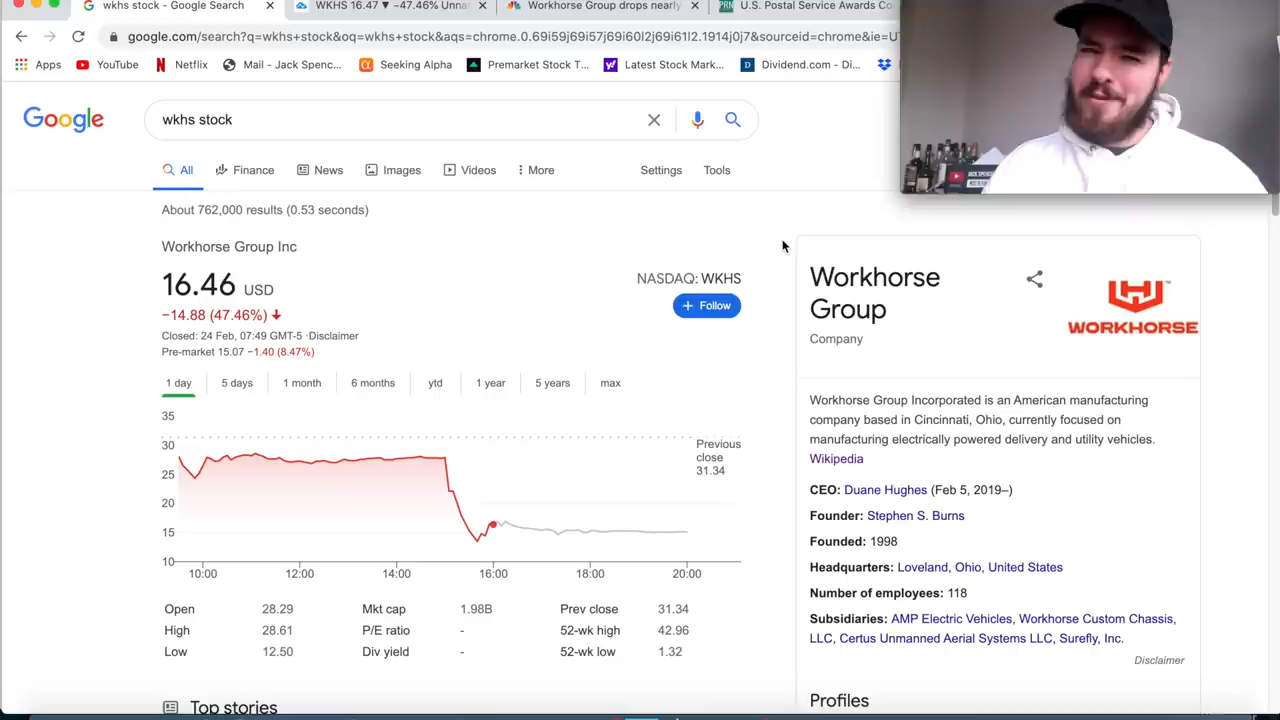 wkhs stock - Google Search
WKHS 16.47 ▼ −47.46% Unna
Workhorse Group drops nearly
U.S. Postal Service Awards Co
google.com/search?q=wkhs+stock&oq=wkhs+stock&aqs=chrome.0.69i59j69i57j69i60l2j69i61l2.1914j0j7&sourceid=chrome&ie=U
Apps YouTube Netflix Mail - Jack Spenc... Seeking Alpha Premarket Stock T... Latest Stock Mark... Dividend.com - Di...
Google
wkhs stock
All Finance News Images Videos More Settings Tools
About 762,000 results (0.53 seconds)
Workhorse Group Inc
16.46 USD
NASDAQ: WKHS
−14.88 (47.46%)
+ Follow
Closed: 24 Feb, 07:49 GMT-5 · Disclaimer
Pre-market 15.07 −1.40 (8.47%)
1 day 5 days 1 month 6 months ytd 1 year 5 years max
35
30
25
20
15
10
Previous
close
31.34
10:00 12:00 14:00 16:00 18:00 20:00
Open 28.29 Mkt cap 1.98B Prev close 31.34
High 28.61 P/E ratio - 52-wk high 42.96
Low 12.50 Div yield - 52-wk low 1.32
Top stories
Workhorse
Group
Company
WORKHORSE
Workhorse Group Incorporated is an American manufacturing
company based in Cincinnati, Ohio, currently focused on
manufacturing electrically powered delivery and utility vehicles.
Wikipedia
CEO: Duane Hughes (Feb 5, 2019–)
Founder: Stephen S. Burns
Founded: 1998
Headquarters: Loveland, Ohio, United States
Number of employees: 118
Subsidiaries: AMP Electric Vehicles, Workhorse Custom Chassis,
LLC, Certus Unmanned Aerial Systems LLC, Surefly, Inc.
Disclaimer
Profiles